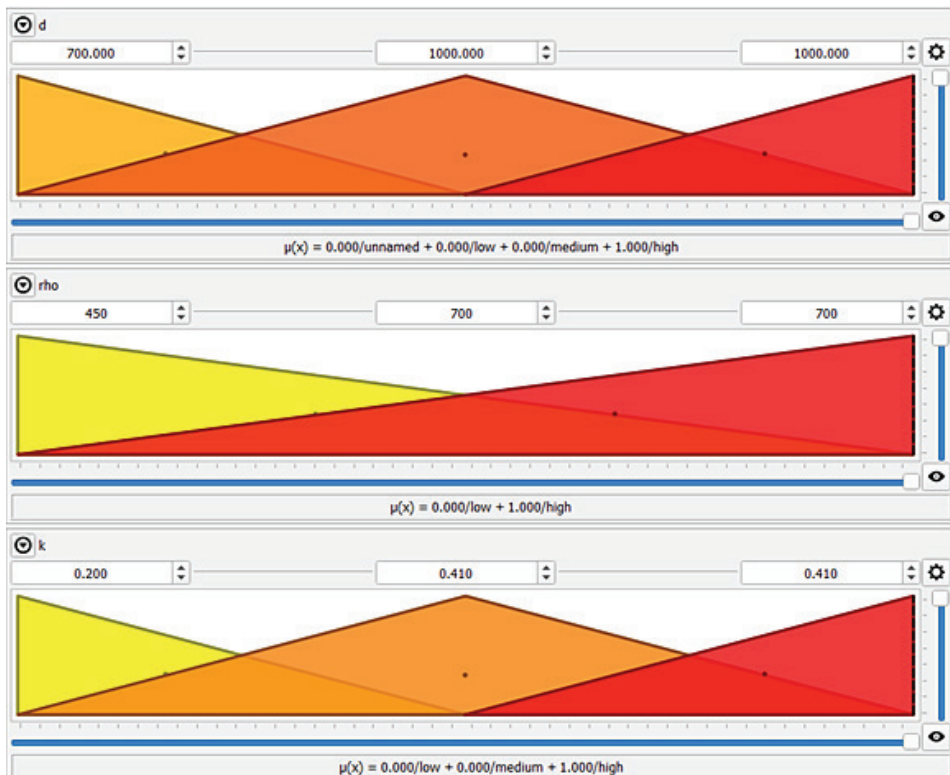 d
700.000 1000.000 1000.000
μ(x) = 0.000/unnamed + 0.000/low + 0.000/medium + 1.000/high
rho
450 700 700
μ(x) = 0.000/low + 1.000/high
k
0.200 0.410 0.410
μ(x) = 0.000/low + 0.000/medium + 1.000/high